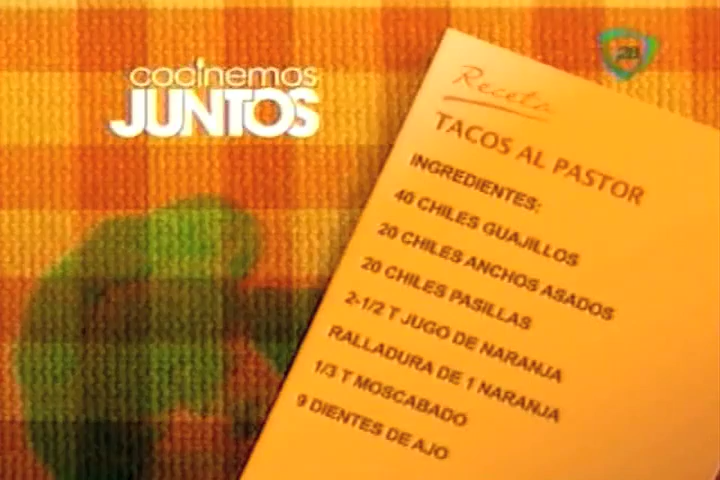 cocinemos
JUNTOS
28
Receta
TACOS AL PASTOR
INGREDIENTES:
40 CHILES GUAJILLOS
20 CHILES ANCHOS ASADOS
20 CHILES PASILLAS
2-1/2 T JUGO DE NARANJA
RALLADURA DE 1 NARANJA
1/3 T MOSCABADO
9 DIENTES DE AJO